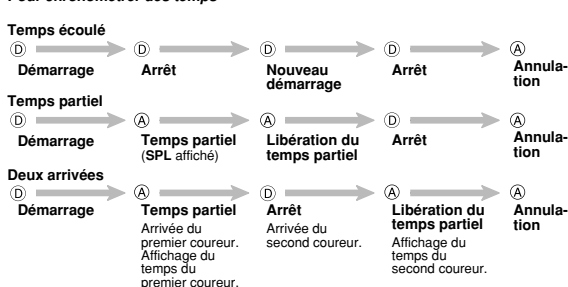 Pour chronométrer des temps
Temps écoulé
D D D D A
Démarrage Arrêt Nouveau démarrage Arrêt Annula-
tion
Temps partiel
D A A D A
Démarrage Temps partiel (SPL affiché) Libération du temps partiel Arrêt Annula-
tion
Deux arrivées
D A D A A
Démarrage Temps partiel Arrêt Libération du temps partiel Annula-
tion
Arrivée du premier coureur. Affichage du temps du premier coureur.
Arrivée du second coureur.
Affichage du temps du second coureur.